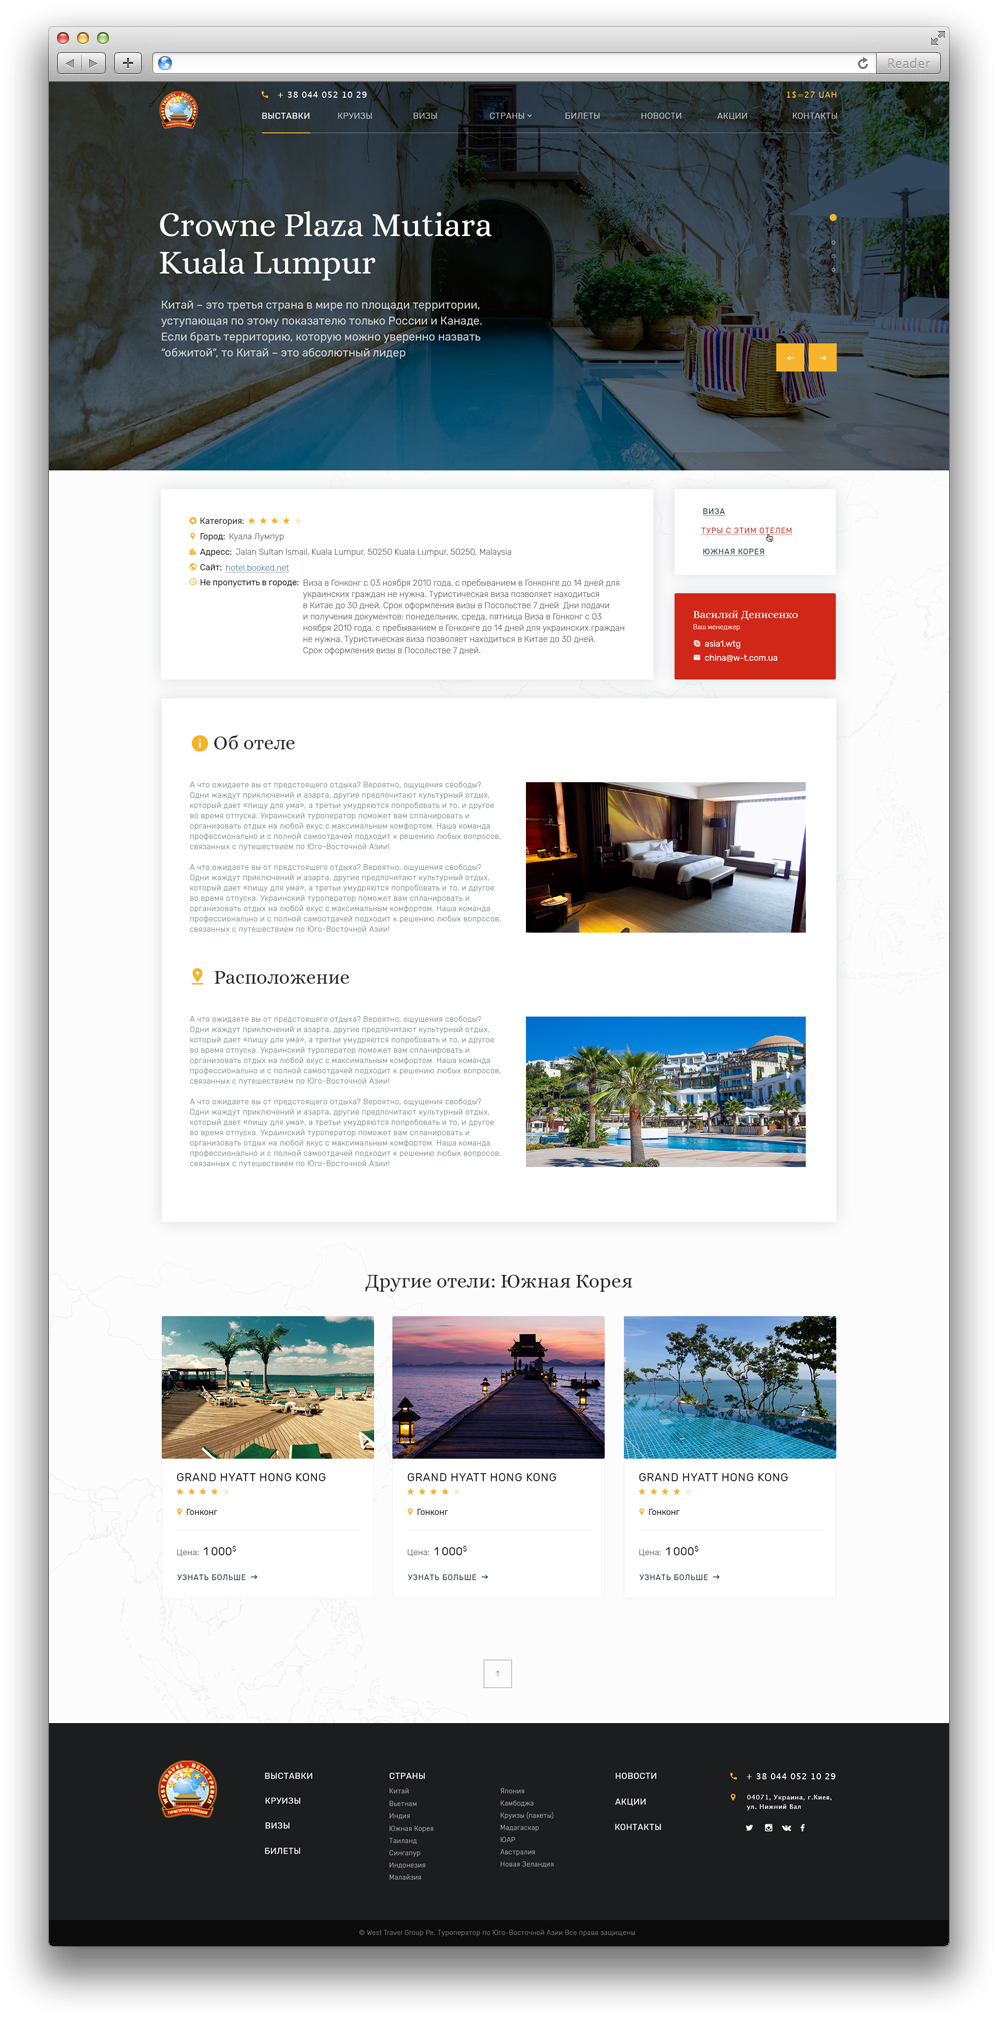 Reader
+ 38 044 052 10 29
1$=27 UAH
ВЫСТАВКИ
КРУИЗЫ
ВИЗЫ
СТРАНЫ
БИЛЕТЫ
НОВОСТИ
АКЦИИ
КОНТАКТЫ
Crowne Plaza Mutiara
Kuala Lumpur
Китай – это третья страна в мире по площади территории,
уступающая по этому показателю только России и Канаде.
Если брать территорию, которую можно уверенно назвать
“обжитой”, то Китай – это абсолютный лидер
Категория:
Город: Куала Лумпур
Адресс: Jalan Sultan Ismail, Kuala Lumpur, 50250 Kuala Lumpur, 50250, Malaysia
Сайт: hotel.booked.net
Не пропустить в городе: Виза в Гонконг с 03 ноября 2010 года, с пребыванием в Гонконге до 14 дней для
украинских граждан не нужна. Туристическая виза позволяет находиться
в Китае до 30 дней. Срок оформления визы в Посольстве 7 дней Дни подачи
и получения документов: понедельник, среда, пятница Виза в Гонконг с 03
ноября 2010 года, с пребыванием в Гонконге до 14 дней для украинских граждан
не нужна. Туристическая виза позволяет находиться в Китае до 30 дней.
Срок оформления визы в Посольстве 7 дней.
ВИЗА
ТУРЫ С ЭТИМ ОТЕЛЕМ
ЮЖНАЯ КОРЕЯ
Василий Денисенко
Ваш менеджер
asia1.wtg
china@w-t.com.ua
Об отеле
А что ожидаете вы от предстоящего отдыха? Вероятно, ощущения свободы?
Одни жаждут приключений и азарта, другие предпочитают культурный отдых,
который дает «пищу для ума», а третьи умудряются попробовать и то, и другое
во время отпуска. Украинский туроператор поможет вам спланировать и
организовать отдых на любой вкус с максимальным комфортом. Наша команда
профессионально и с полной самоотдачей подходит к решению любых вопросов,
связанных с путешествием по Юго-Восточной Азии!
А что ожидаете вы от предстоящего отдыха? Вероятно, ощущения свободы?
Одни жаждут приключений и азарта, другие предпочитают культурный отдых,
который дает «пищу для ума», а третьи умудряются попробовать и то, и другое
во время отпуска. Украинский туроператор поможет вам спланировать и
организовать отдых на любой вкус с максимальным комфортом. Наша команда
профессионально и с полной самоотдачей подходит к решению любых вопросов,
связанных с путешествием по Юго-Восточной Азии!
Расположение
А что ожидаете вы от предстоящего отдыха? Вероятно, ощущения свободы?
Одни жаждут приключений и азарта, другие предпочитают культурный отдых,
который дает «пищу для ума», а третьи умудряются попробовать и то, и другое
во время отпуска. Украинский туроператор поможет вам спланировать и
организовать отдых на любой вкус с максимальным комфортом. Наша команда
профессионально и с полной самоотдачей подходит к решению любых вопросов,
связанных с путешествием по Юго-Восточной Азии!
А что ожидаете вы от предстоящего отдыха? Вероятно, ощущения свободы?
Одни жаждут приключений и азарта, другие предпочитают культурный отдых,
который дает «пищу для ума», а третьи умудряются попробовать и то, и другое
во время отпуска. Украинский туроператор поможет вам спланировать и
организовать отдых на любой вкус с максимальным комфортом. Наша команда
профессионально и с полной самоотдачей подходит к решению любых вопросов,
связанных с путешествием по Юго-Восточной Азии!
Другие отели: Южная Корея
GRAND HYATT HONG KONG
Гонконг
Цена: 1 000$
УЗНАТЬ БОЛЬШЕ
GRAND HYATT HONG KONG
Гонконг
Цена: 1 000$
УЗНАТЬ БОЛЬШЕ
GRAND HYATT HONG KONG
Гонконг
Цена: 1 000$
УЗНАТЬ БОЛЬШЕ
WEST TRAVEL ВЕСТ ТРЕВЕЛ
ТУРИСТИЧНА КОМПАНІЯ
ВЫСТАВКИ
КРУИЗЫ
ВИЗЫ
БИЛЕТЫ
СТРАНЫ
Китай
Вьетнам
Индия
Южная Корея
Таиланд
Сингапур
Индонезия
Малайзия
Япония
Камбоджа
Круизы (пакеты)
Мадагаскар
ЮАР
Австралия
Новая Зеландия
НОВОСТИ
АКЦИИ
КОНТАКТЫ
+ 38 044 052 10 29
04071, Украина, г.Киев,
ул. Нижний Вал
© West Travel Group Pe. Туроператор по Юго-Восточной Азии Все права защищены